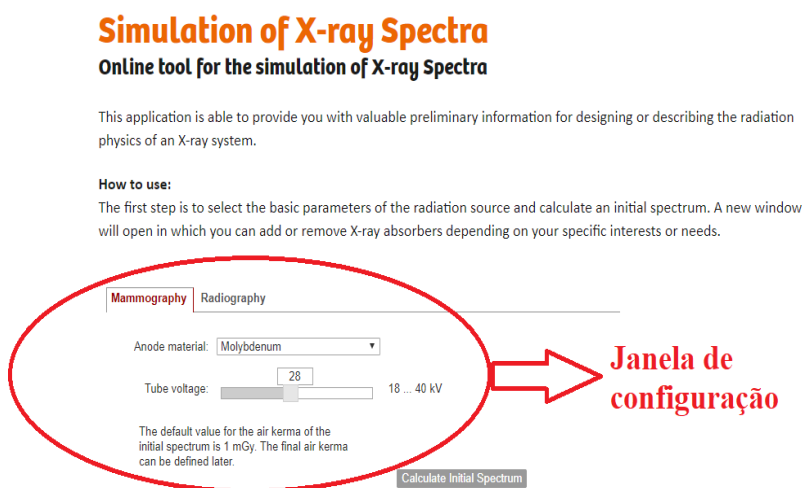 Simulation of X-ray Spectra
Online tool for the simulation of X-ray Spectra
This application is able to provide you with valuable preliminary information for designing or describing the radiation
physics of an X-ray system.
How to use:
The first step is to select the basic parameters of the radiation source and calculate an initial spectrum. A new window
will open in which you can add or remove X-ray absorbers depending on your specific interests or needs.
Mammography Radiography
Anode material: Molybdenum
28
Tube voltage: 18 ... 40 kV
The default value for the air kerma of the
initial spectrum is 1 mGy. The final air kerma
can be defined later.
Calculate Initial Spectrum
Janela de
configuração